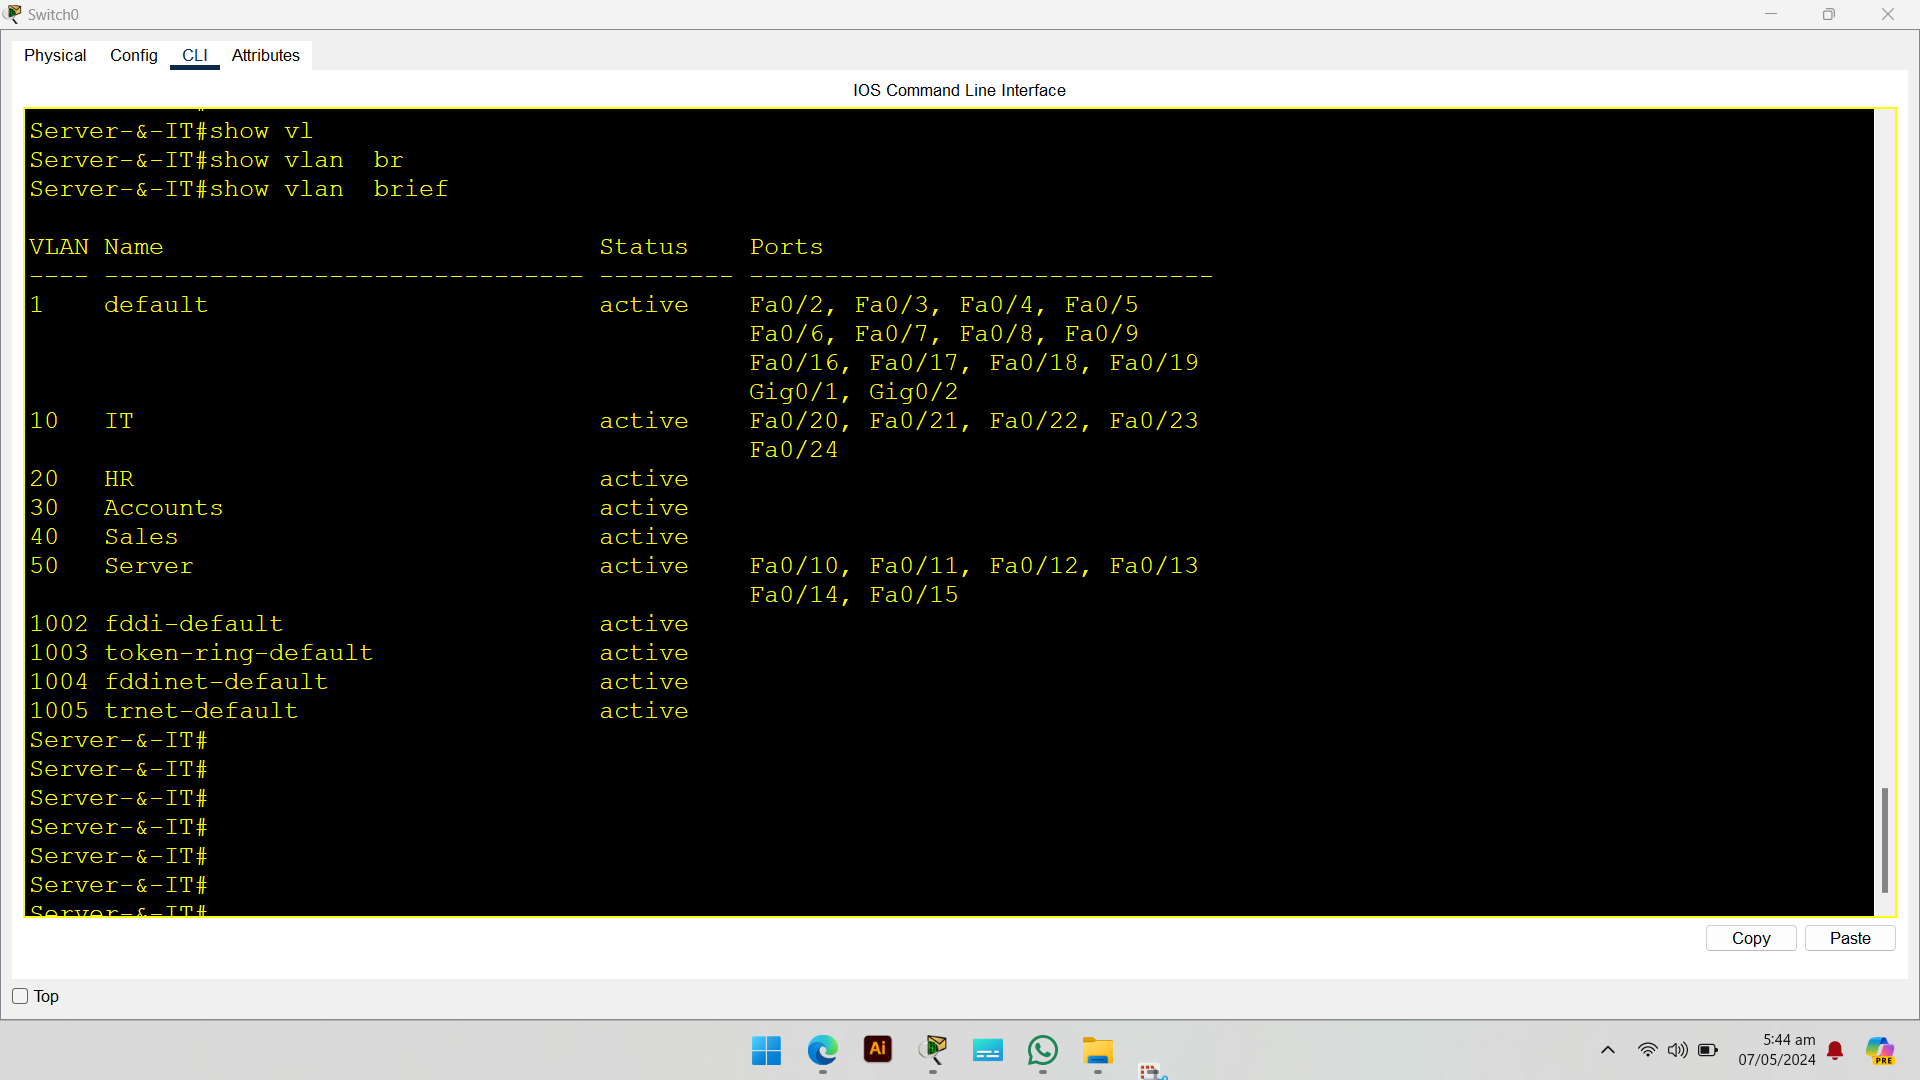 Switch0
Physical Config CLI Attributes
IOS Command Line Interface
Server-&-IT#show vl
Server-&-IT#show vlan  br
Server-&-IT#show vlan  brief
VLAN Name                             Status    Ports
---- -------------------------------- --------- -------------------------------
1    default                          active    Fa0/2, Fa0/3, Fa0/4, Fa0/5
                                                Fa0/6, Fa0/7, Fa0/8, Fa0/9
                                                Fa0/16, Fa0/17, Fa0/18, Fa0/19
                                                Gig0/1, Gig0/2
10   IT                               active    Fa0/20, Fa0/21, Fa0/22, Fa0/23
                                                Fa0/24
20   HR                               active
30   Accounts                         active
40   Sales                            active
50   Server                           active    Fa0/10, Fa0/11, Fa0/12, Fa0/13
                                                Fa0/14, Fa0/15
1002 fddi-default                     active
1003 token-ring-default               active
1004 fddinet-default                  active
1005 trnet-default                    active
Server-&-IT#
Server-&-IT#
Server-&-IT#
Server-&-IT#
Server-&-IT#
Server-&-IT#
Server-&-IT#
Copy Paste
Top
Ai
5:44 am
07/05/2024
PRE